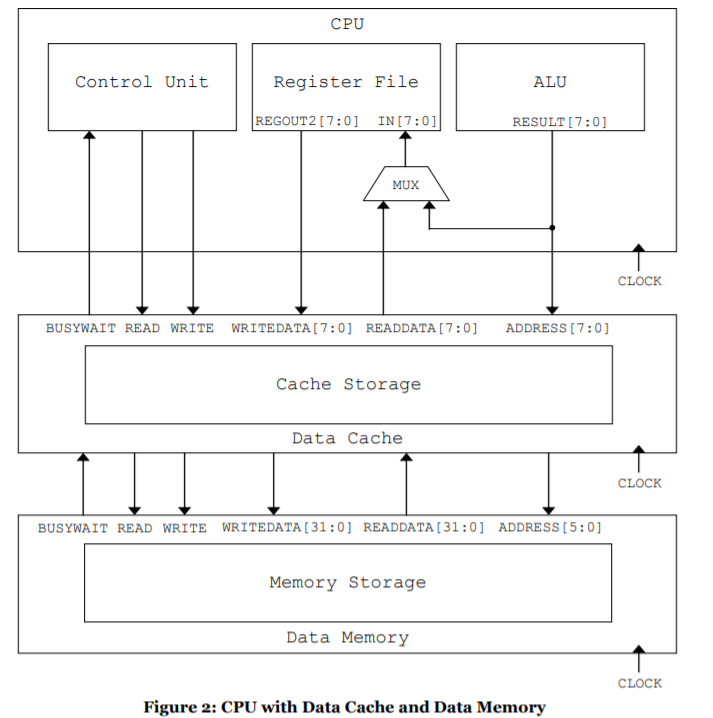 CPU
Control Unit
Register File
ALU
REGOUT2[7:0] IN[7:0]
RESULT[7:0]
MUX
CLOCK
BUSYWAIT READ WRITE WRITEDATA[7:0] READDATA[7:0] ADDRESS[7:0]
Cache Storage
Data Cache
CLOCK
BUSYWAIT READ WRITE WRITEDATA[31:0] READDATA[31:0] ADDRESS[5:0]
Memory Storage
Data Memory
CLOCK
Figure 2: CPU with Data Cache and Data Memory